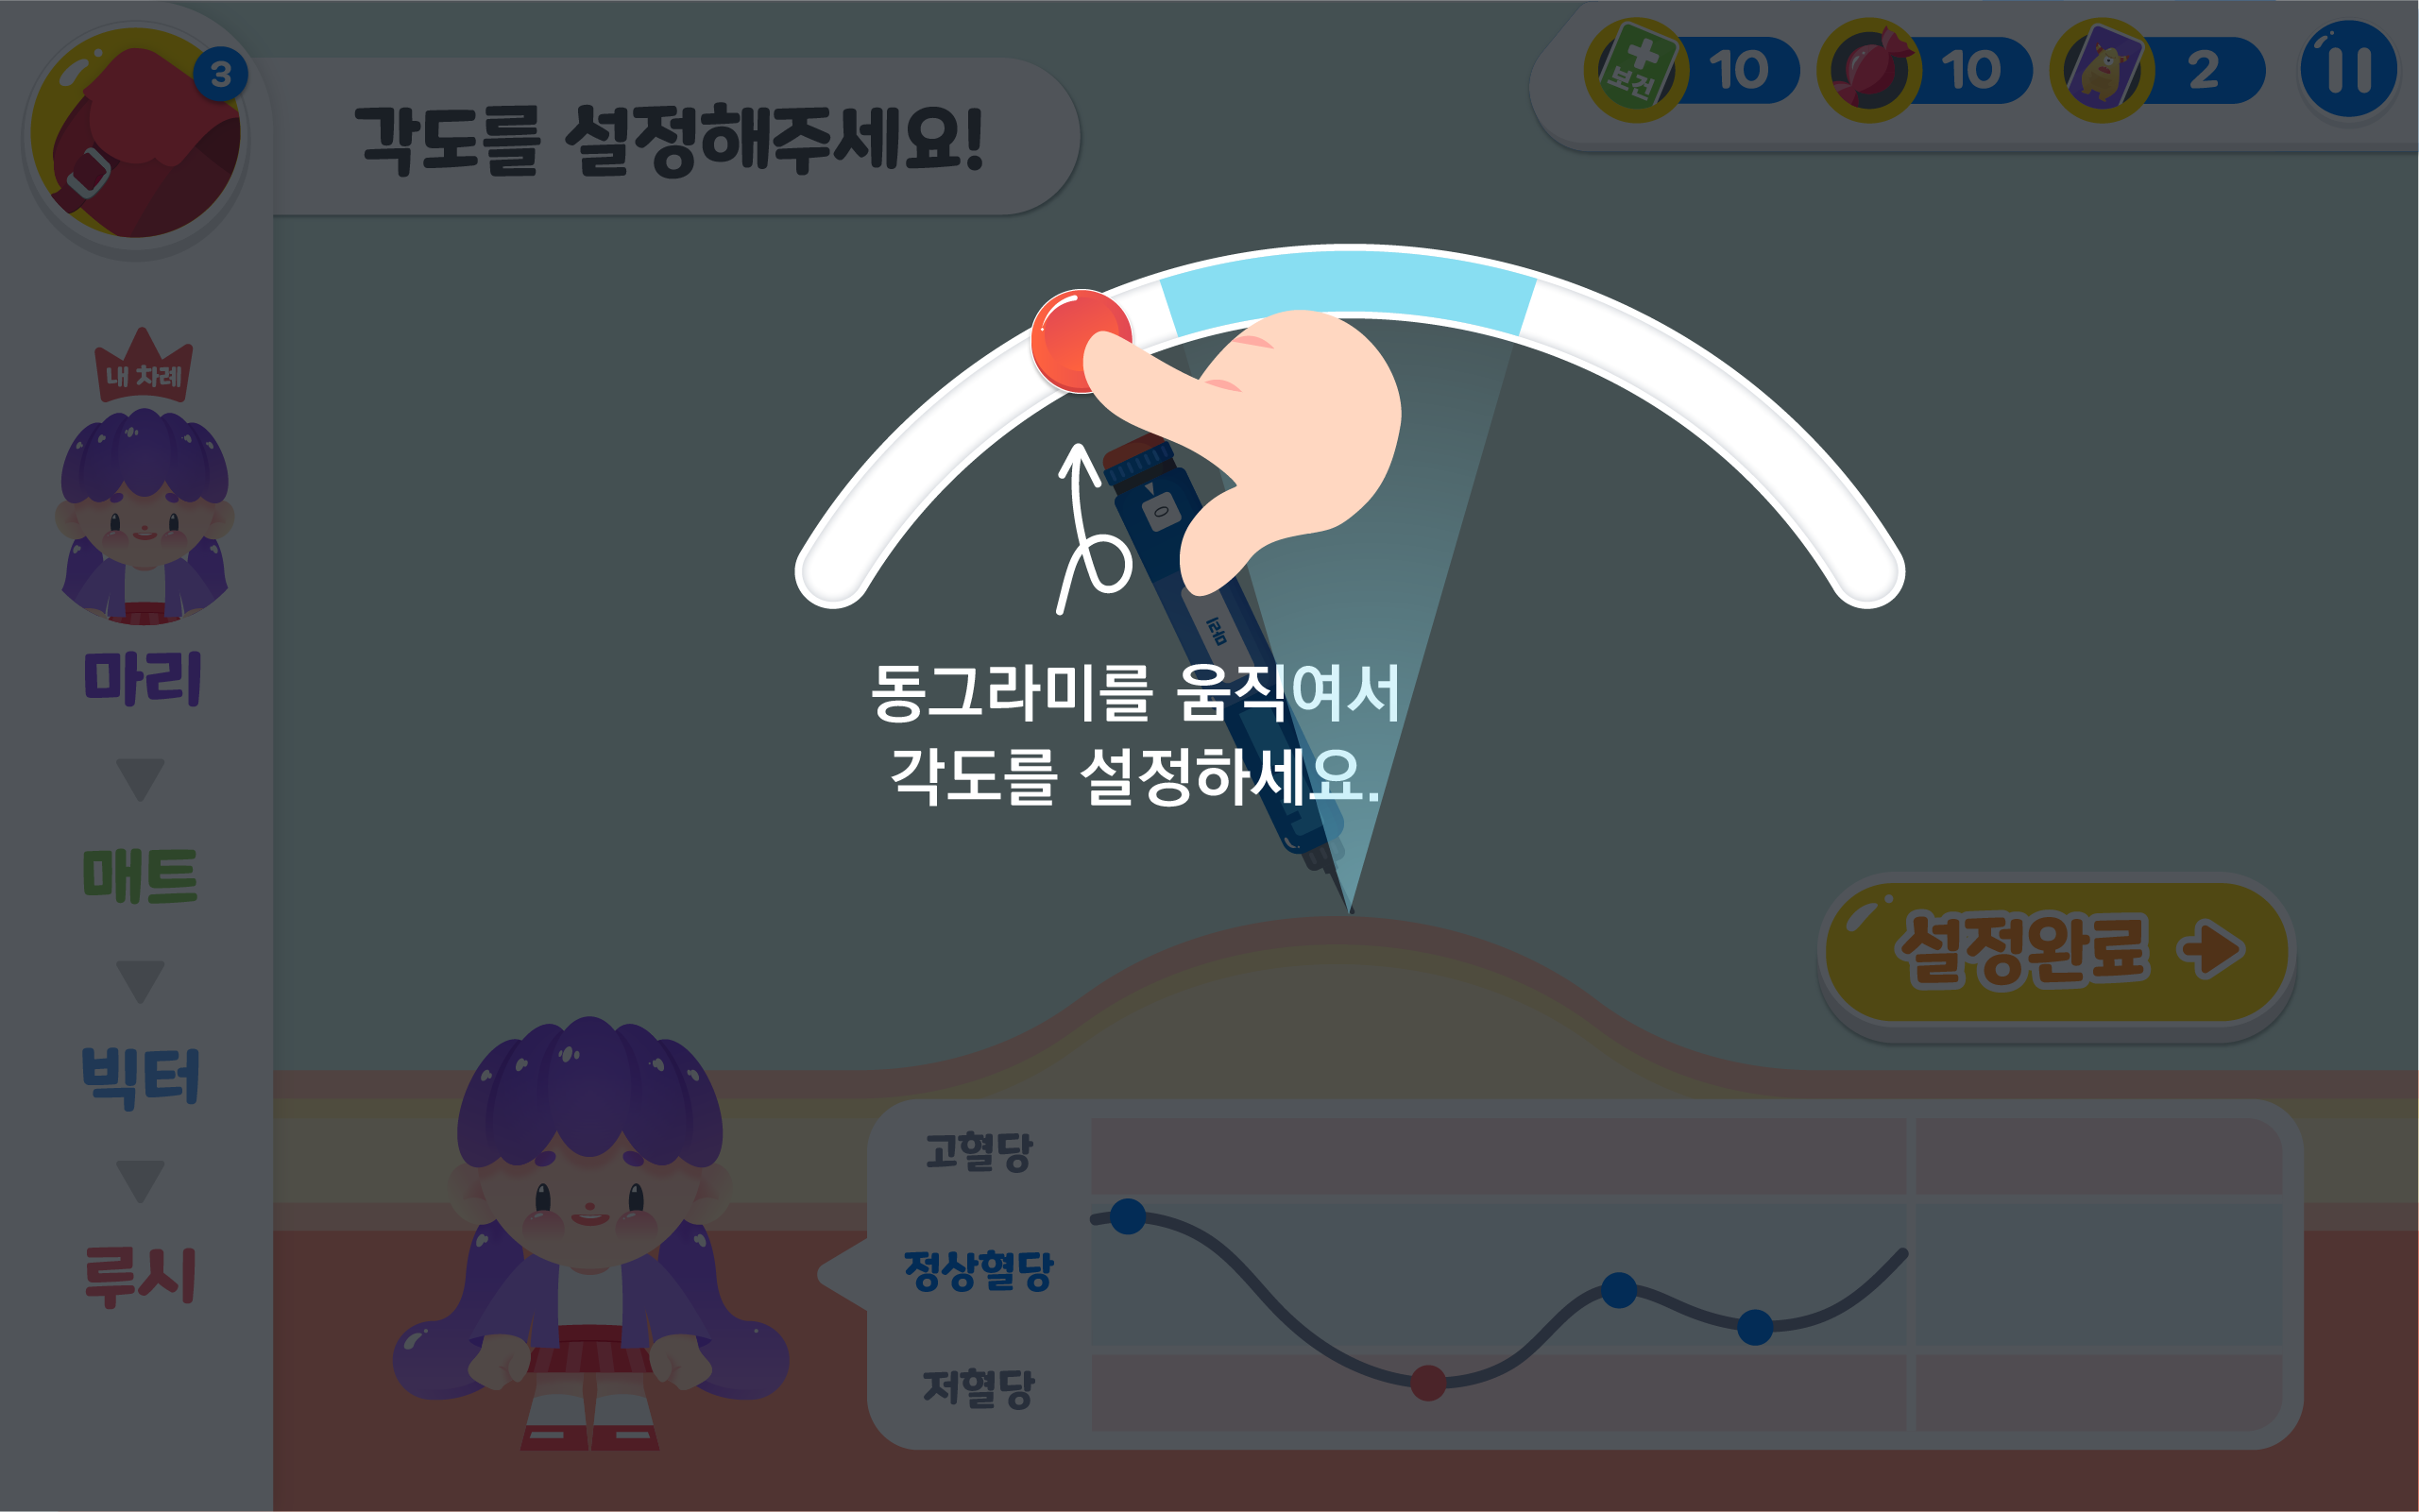 3
각도를 설정해주세요!
보건
10
10
2
내 차례
마리
매트
빅터
루시
0
동그라미를 움직여서
각도를 설정하세요.
설정완료
고혈당
정상혈당
저혈당